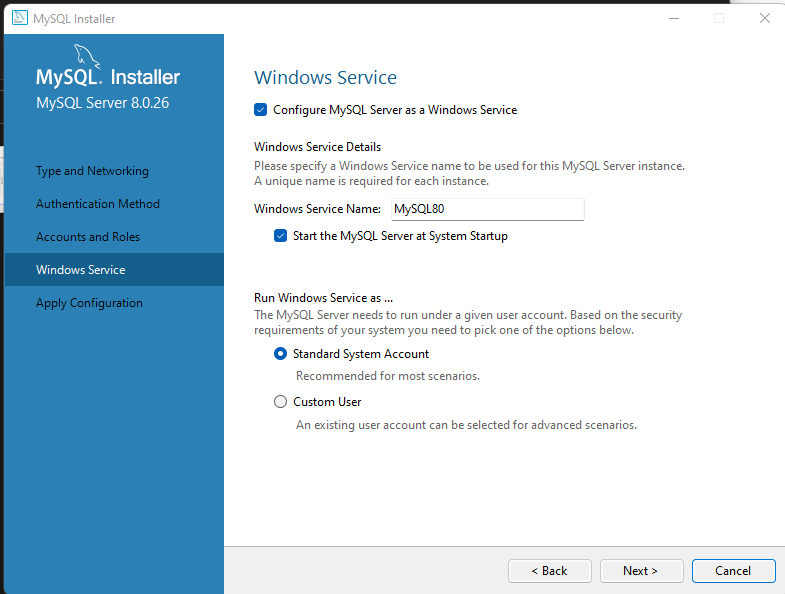 MySQL Installer
MySQL. Installer
MySQL Server 8.0.26
Type and Networking
Authentication Method
Accounts and Roles
Windows Service
Apply Configuration
Windows Service
Configure MySQL Server as a Windows Service
Windows Service Details
Please specify a Windows Service name to be used for this MySQL Server instance.
A unique name is required for each instance.
Windows Service Name: MySQL80
Start the MySQL Server at System Startup
Run Windows Service as ...
The MySQL Server needs to run under a given user account. Based on the security
requirements of your system you need to pick one of the options below.
Standard System Account
Recommended for most scenarios.
Custom User
An existing user account can be selected for advanced scenarios.
< Back Next > Cancel